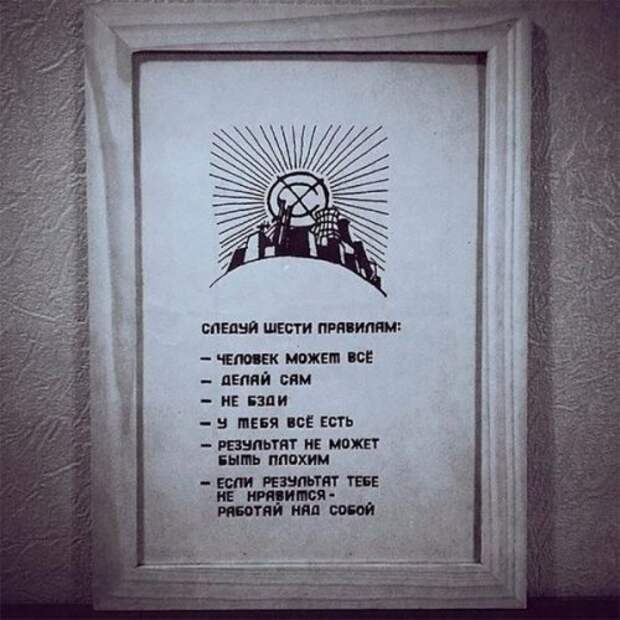 СЛЕДУЙ ШЕСТИ ПРАВИЛАМ:
– ЧЕЛОВЕК МОЖЕТ ВСЁ
– ДЕЛАЙ САМ
– НЕ БЗДИ
– У ТЕБЯ ВСЁ ЕСТЬ
– РЕЗУЛЬТАТ НЕ МОЖЕТ
БЫТЬ ПЛОХИМ
– ЕСЛИ РЕЗУЛЬТАТ ТЕБЕ
НЕ НРАВИТСЯ-
РАБОТАЙ НАД СОБОЙ